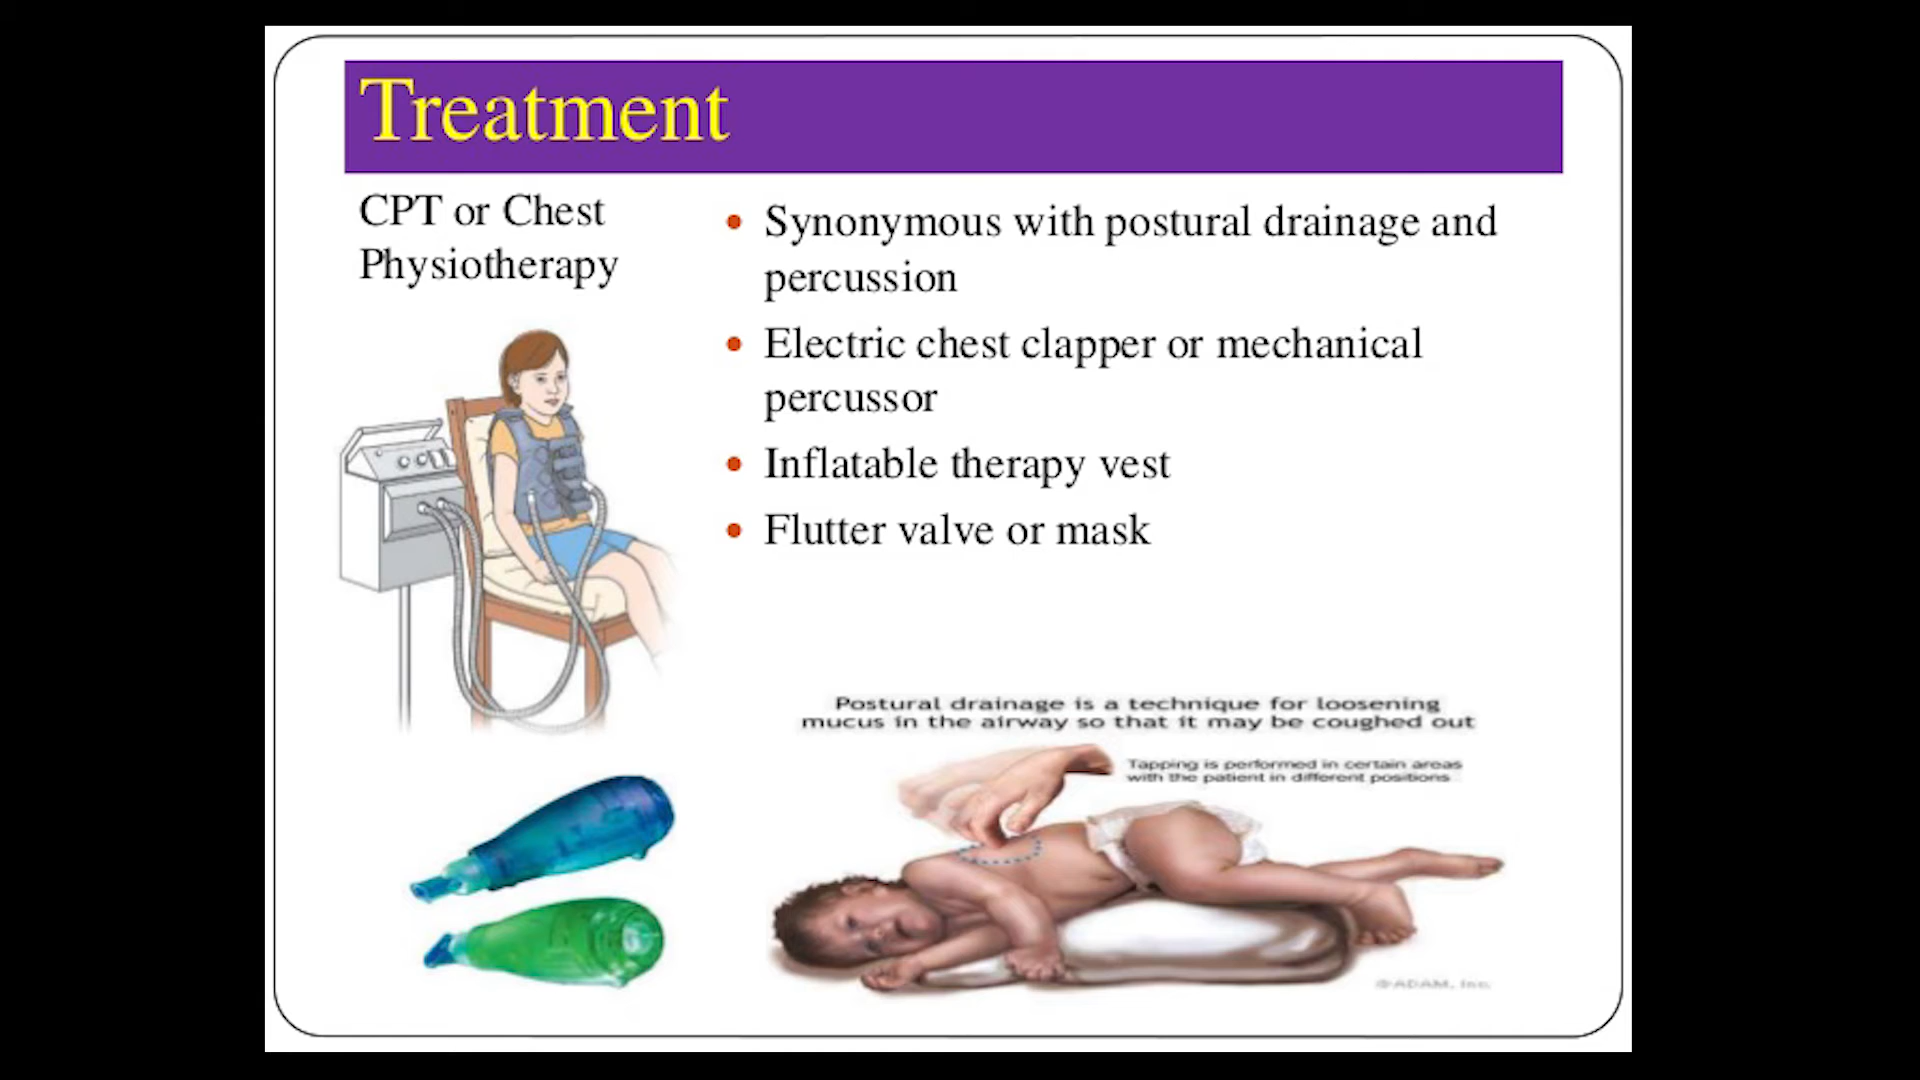 Treatment
CPT or Chest
Physiotherapy
• Synonymous with postural drainage and
percussion
• Electric chest clapper or mechanical
percussor
• Inflatable therapy vest
• Flutter valve or mask
Postural drainage is a technique for loosening
mucus in the airway so that it may be coughed out
Tapping is performed in certain areas
with the patient in different positions
©ADAM, Inc.